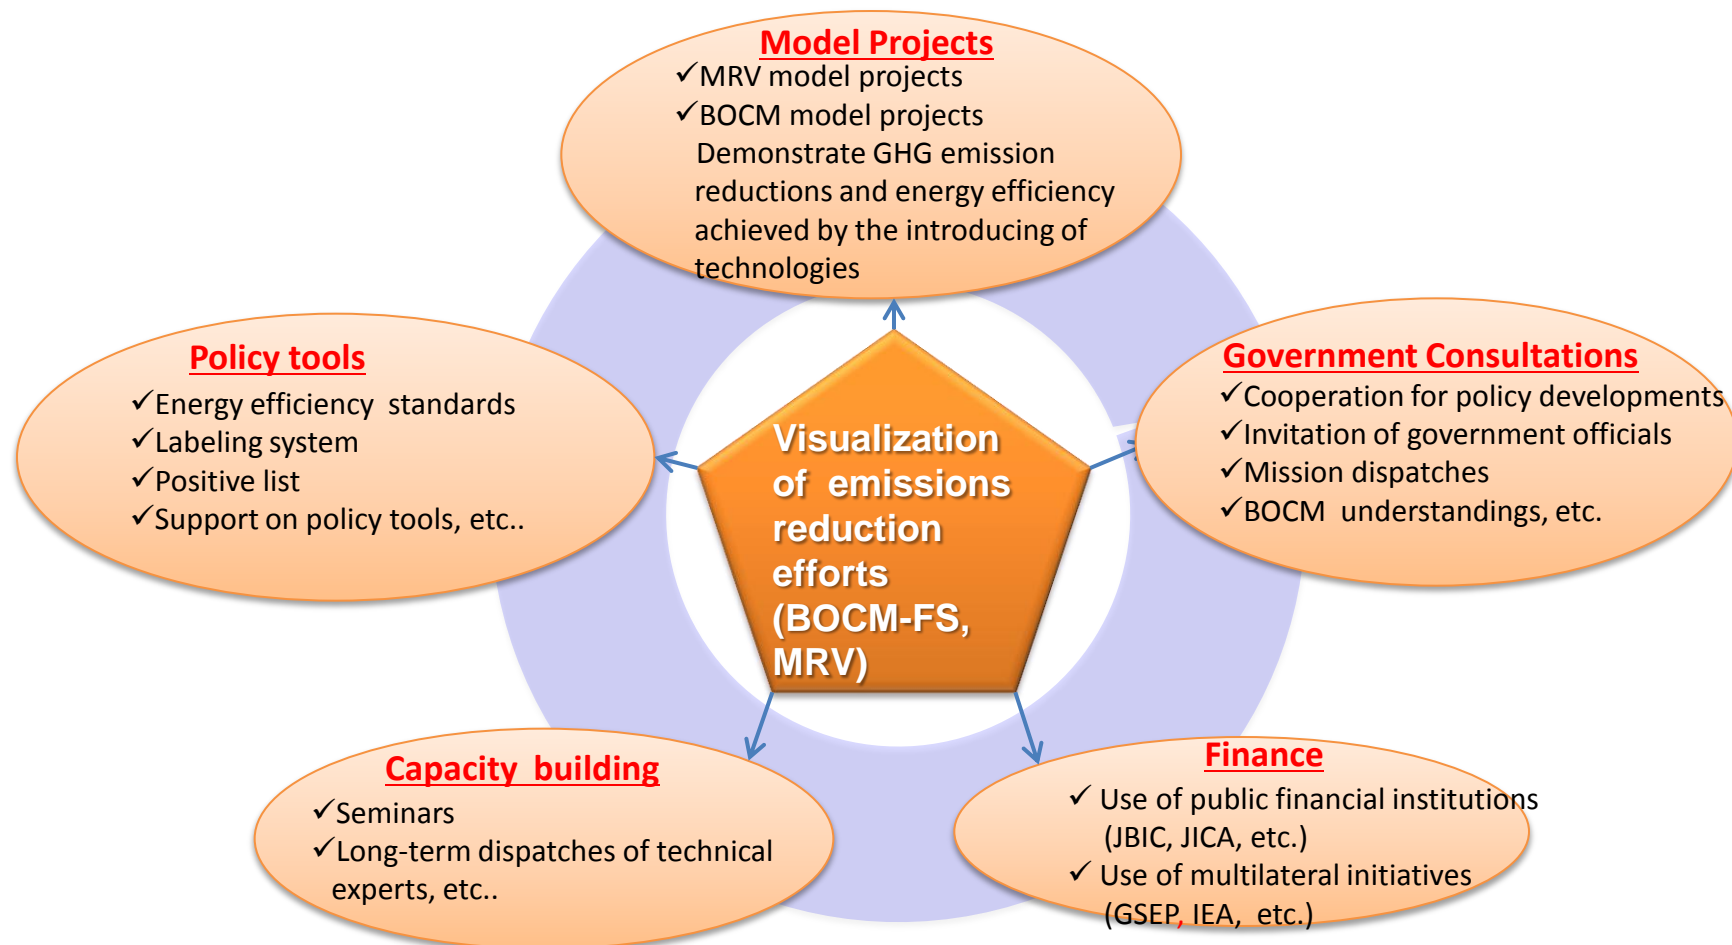 Model Projects
✓MRV model projects
✓BOCM model projects
Demonstrate GHG emission
reductions and energy efficiency
achieved by the introducing of
technologies
Policy tools
✓Energy efficiency standards
✓Labeling system
✓Positive list
✓Support on policy tools, etc..
Government Consultations
✓Cooperation for policy developments
✓Invitation of government officials
✓Mission dispatches
✓BOCM understandings, etc.
Visualization
of emissions
reduction
efforts
(BOCM-FS,
MRV)
Capacity building
✓Seminars
✓Long-term dispatches of technical
experts, etc..
Finance
✓ Use of public financial institutions
(JBIC, JICA, etc.)
✓ Use of multilateral initiatives
(GSEP, IEA, etc.)